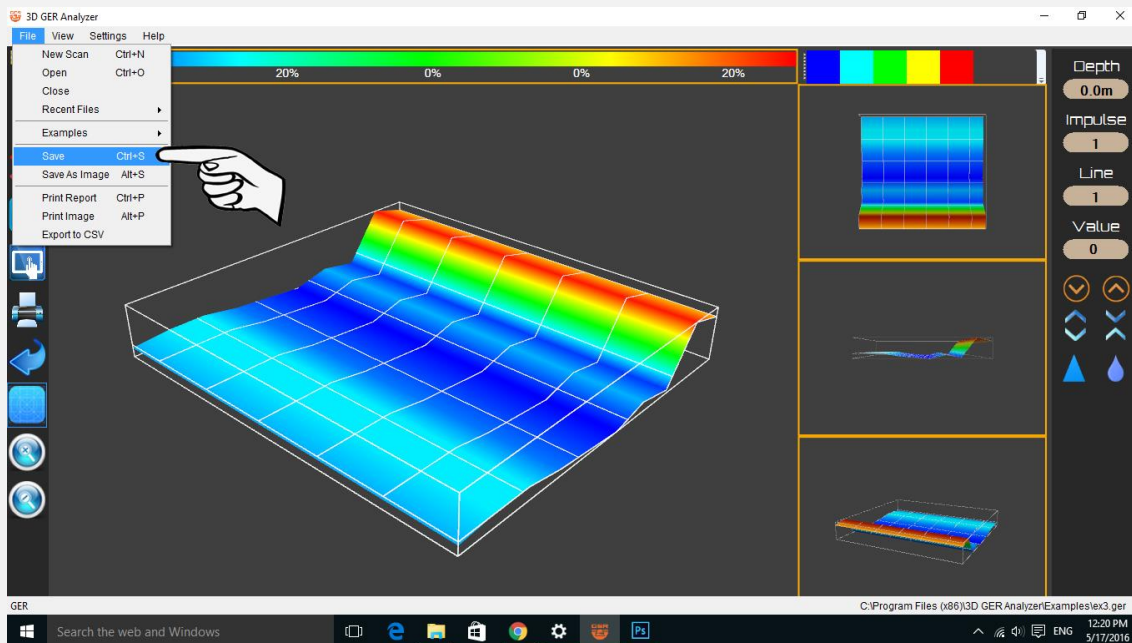 3D GER Analyzer
File View Settings Help
New Scan Ctrl+N
Open Ctrl+O
Close
Recent Files
Examples
Save Ctrl+S
Save As Image Alt+S
Print Report Ctrl+P
Print Image Alt+P
Export to CSV
20% 0% 0% 20%
Depth
0.0m
Impulse
1
Line
1
Value
0
GER C:\Program Files (x86)\3D GER Analyzer\Examples\ex3.ger
Search the web and Windows
Ps
ENG
12:20 PM
5/17/2016